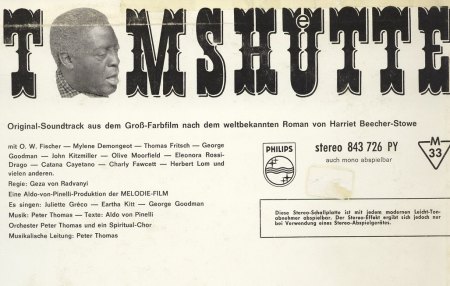 T MSHüTTE
Original-Soundtrack aus dem Groß-Farbfilm nach dem weltbekannten Roman von Harriet Beecher-Stowe
mit O. W. Fischer — Mylene Demongeot — Thomas Fritsch — George
Goodman — John Kitzmiller — Olive Moorfield — Eleonora Rossi-
Drago — Catana Cayetano — Charly Fawcett — Herbert Lom und
vielen anderen.
Regie: Geza von Radvanyi
Eine Aldo-von-Pinelli-Produktion der MELODIE-FILM
Es singen: Juliette Gréco — Eartha Kitt — George Goodman
Musik: Peter Thomas — Texte: Aldo von Pinelli
Orchester Peter Thomas und ein Spiritual-Chor
Musikalische Leitung: Peter Thomas
PHILIPS
stereo 843 726 PY
auch mono abspielbar
M
33
Diese Stereo-Schallplatte ist mit jedem modernen Leicht-Ton-
abnehmer abspielbar. Der Stereo-Effekt ergibt sich jedoch nur
bei Verwendung eines Stereo-Abspielgerätes.